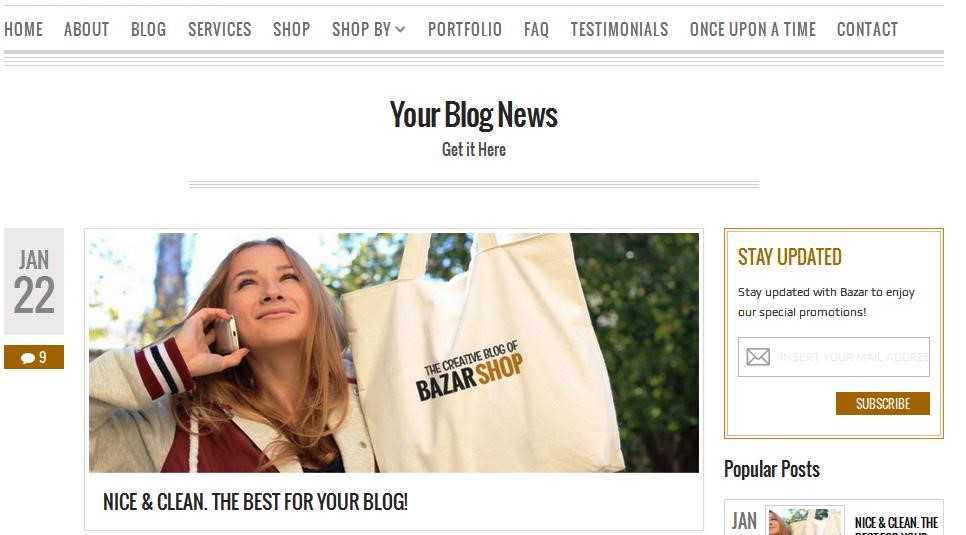 HOME ABOUT BLOG SERVICES SHOP SHOP BY PORTFOLIO FAQ TESTIMONIALS ONCE UPON A TIME CONTACT
Your Blog News
Get it Here
JAN
22
9
THE CREATIVE BLOG OF
BAZAR SHOP
NICE & CLEAN. THE BEST FOR YOUR BLOG!
STAY UPDATED
Stay updated with Bazar to enjoy
our special promotions!
INSERT YOUR MAIL ADDRES
SUBSCRIBE
Popular Posts
JAN
NICE & CLEAN. THE
BEST FOR YOUR